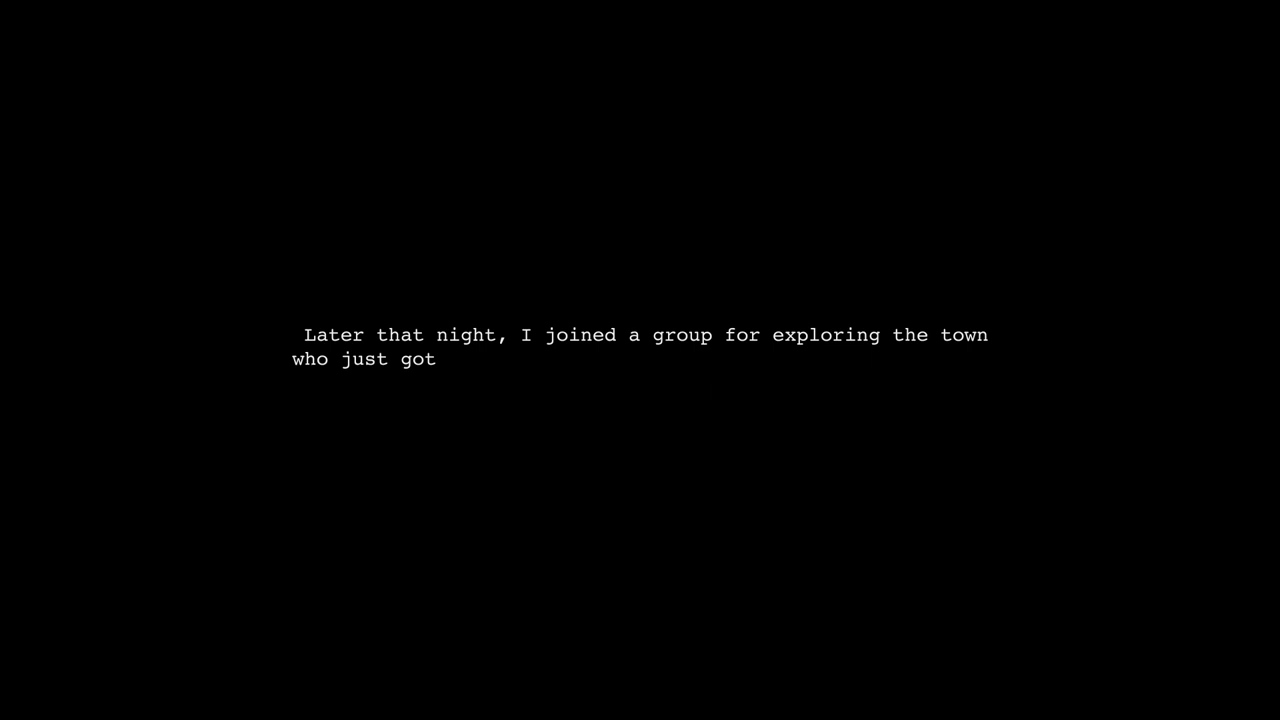 Later that night, I joined a group for exploring the town
who just got